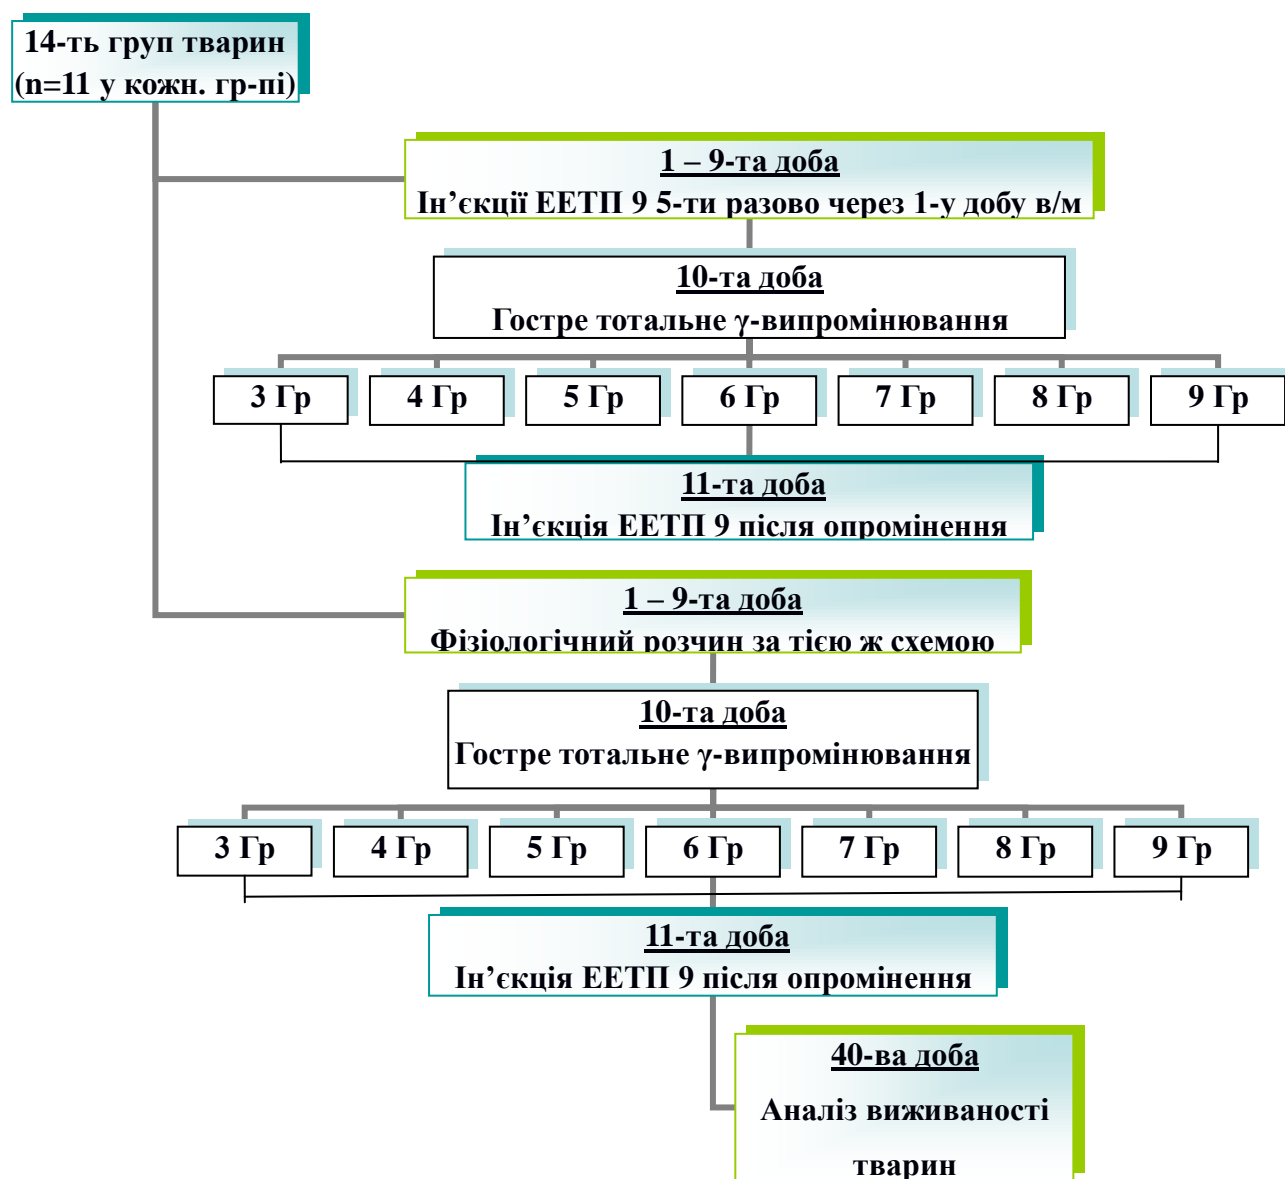 14-ть груп тварин
(n=11 у кожн. гр-пі)
1 – 9-та доба
Ін’єкції ЕЕТП 9 5-ти разово через 1-у добу в/м
10-та доба
Гостре тотальне γ-випромінювання
3 Гр 4 Гр 5 Гр 6 Гр 7 Гр 8 Гр 9 Гр
11-та доба
Ін’єкція ЕЕТП 9 після опромінення
1 – 9-та доба
Фізіологічний розчин за тією ж схемою
10-та доба
Гостре тотальне γ-випромінювання
3 Гр 4 Гр 5 Гр 6 Гр 7 Гр 8 Гр 9 Гр
11-та доба
Ін’єкція ЕЕТП 9 після опромінення
40-ва доба
Аналіз виживаності
тварин